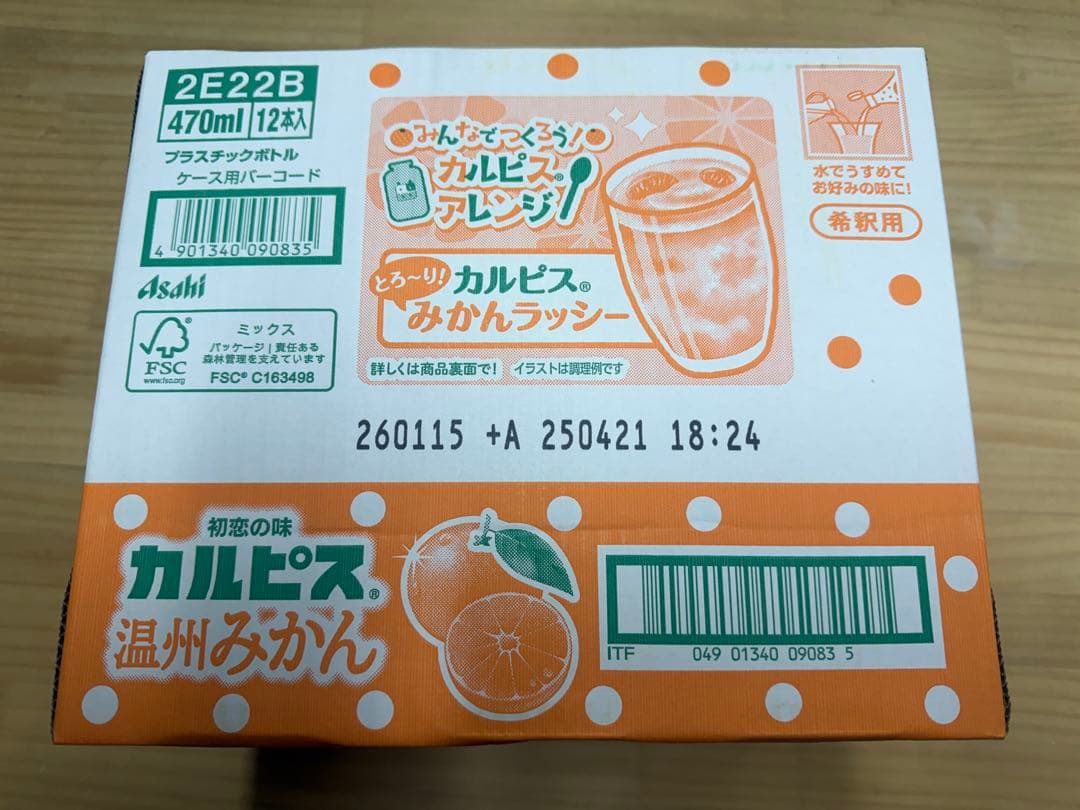 2E22B
470ml 12本入
プラスチックボトル
ケース用バーコード
4 901340 090835
Asahi
FSC
www.fsc.org
ミックス
パッケージ|責任ある
森林管理を支えています
FSC® C163498
みんなでつくろう!
カルピス®
アレンジ
とろ〜り!
カルピス®
みかんラッシー
詳しくは商品裏面で!
イラストは調理例です
水でうすめて
お好みの味に!
希釈用
260115 +A 250421 18:24
初恋の味
カルピス®
温州みかん
ITF 049 01340 09083 5